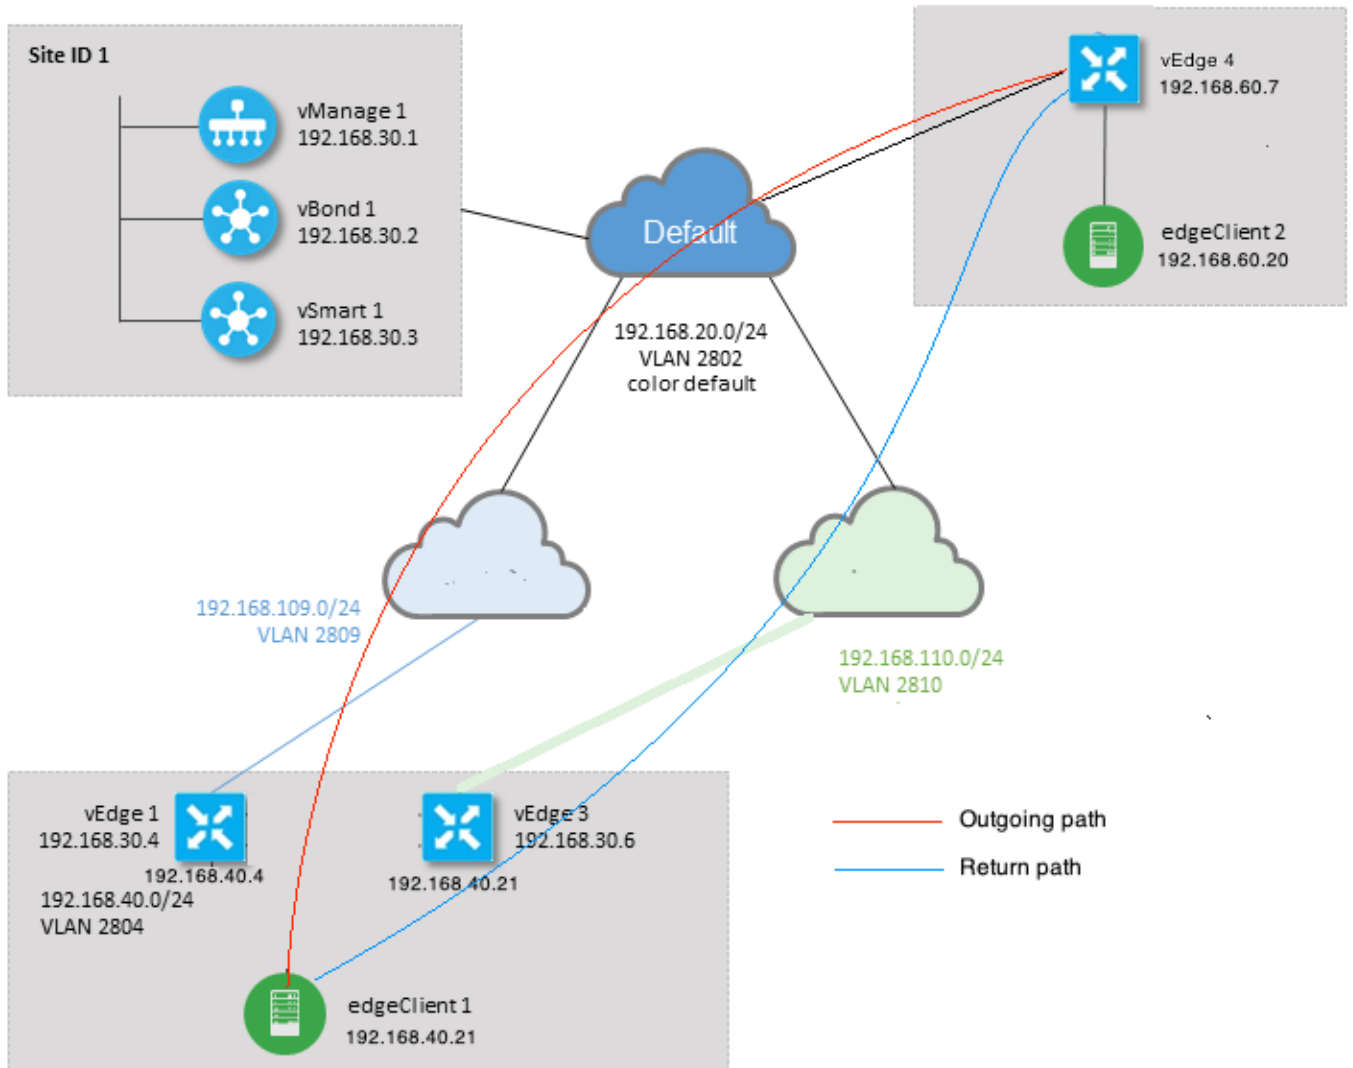 Site ID 1
vManage 1
192.168.30.1
vBond 1
192.168.30.2
vSmart 1
192.168.30.3
vEdge 4
192.168.60.7
edgeClient 2
192.168.60.20
Default
192.168.20.0/24
VLAN 2802
color default
192.168.109.0/24
VLAN 2809
192.168.110.0/24
VLAN 2810
vEdge 1
192.168.30.4
192.168.40.4
192.168.40.0/24
VLAN 2804
vEdge 3
192.168.30.6
192.168.40.21
edgeClient 1
192.168.40.21
Outgoing path
Return path